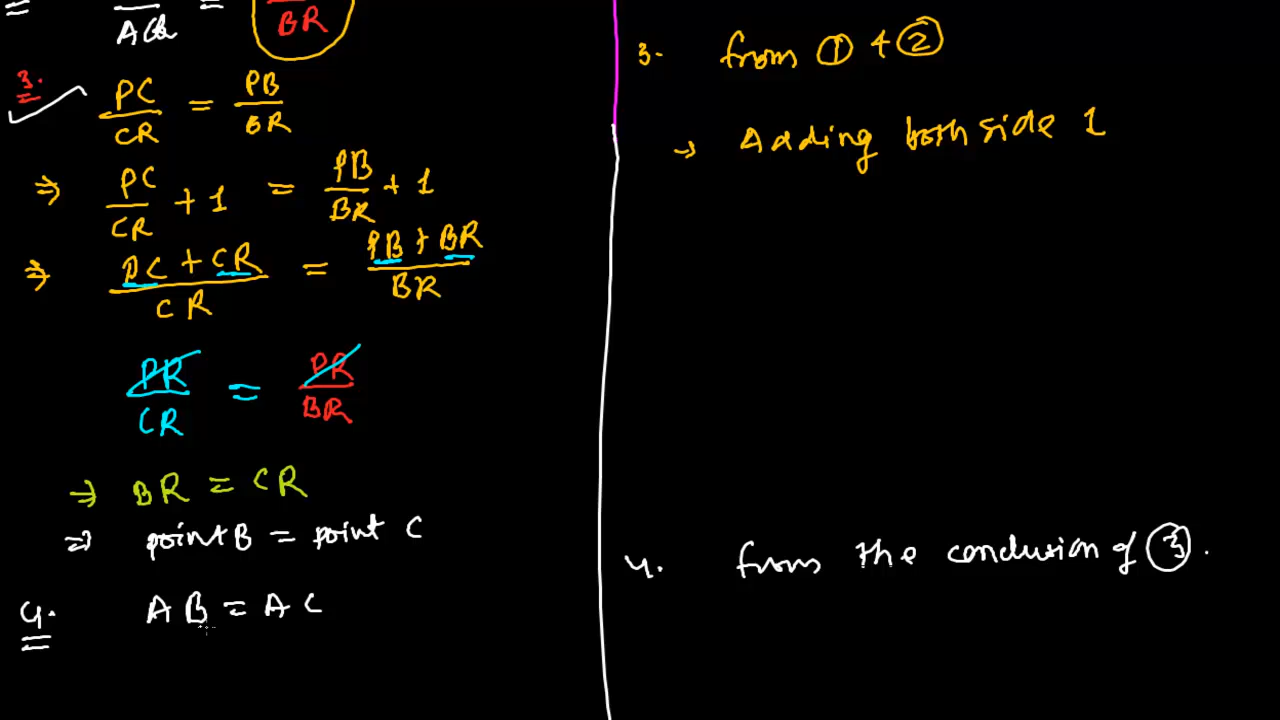 = ACQ = BR
3. PC/CR = PB/BR
⇒ PC/CR + 1 = PB/BR + 1
⇒ PC + CR/CR = PB + BR/BR
PR/CR = PR/BR
⇒ BR = CR
⇒ point B = point C
4. AB = AC
3. from ① & ②
→ Adding both side 1
4. from the conclusion of ③.